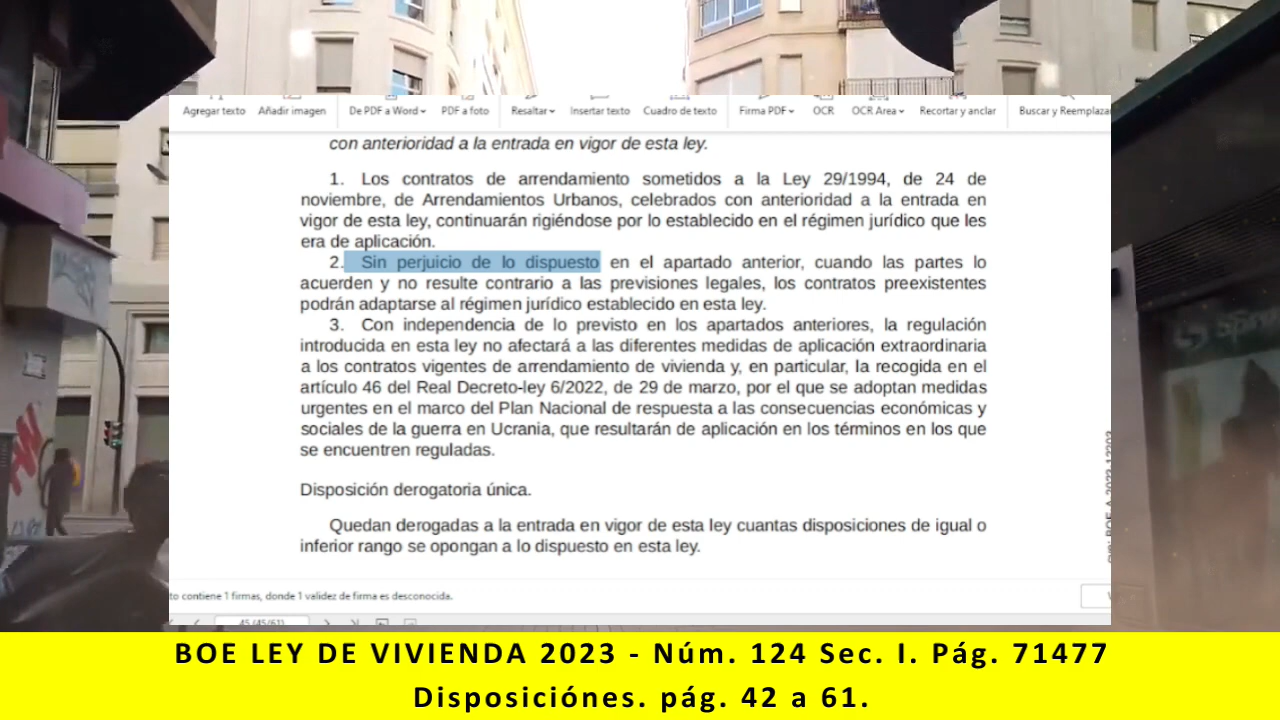 Agregar texto Añadir imagen De PDF a Word PDF a foto Resaltar Insertar texto Cuadro de texto Firma PDF OCR OCR Area Recortar y anclar Buscar y Reemplaza
con anterioridad a la entrada en vigor de esta ley.
1. Los contratos de arrendamiento sometidos a la Ley 29/1994, de 24 de
noviembre, de Arrendamientos Urbanos, celebrados con anterioridad a la entrada en
vigor de esta ley, continuarán rigiéndose por lo establecido en el régimen jurídico que les
era de aplicación.
2. Sin perjuicio de lo dispuesto en el apartado anterior, cuando las partes lo
acuerden y no resulte contrario a las previsiones legales, los contratos preexistentes
podrán adaptarse al régimen jurídico establecido en esta ley.
3. Con independencia de lo previsto en los apartados anteriores, la regulación
introducida en esta ley no afectará a las diferentes medidas de aplicación extraordinaria
a los contratos vigentes de arrendamiento de vivienda y, en particular, la recogida en el
artículo 46 del Real Decreto-ley 6/2022, de 29 de marzo, por el que se adoptan medidas
urgentes en el marco del Plan Nacional de respuesta a las consecuencias económicas y
sociales de la guerra en Ucrania, que resultarán de aplicación en los términos en los que
se encuentren reguladas.
Disposición derogatoria única.
Quedan derogadas a la entrada en vigor de esta ley cuantas disposiciones de igual o
inferior rango se opongan a lo dispuesto en esta ley.
to contiene 1 firmas, donde 1 validez de firma es desconocida.
45 (45/61)
BOE LEY DE VIVIENDA 2023 - Núm. 124 Sec. I. Pág. 71477
Disposiciónes. pág. 42 a 61.